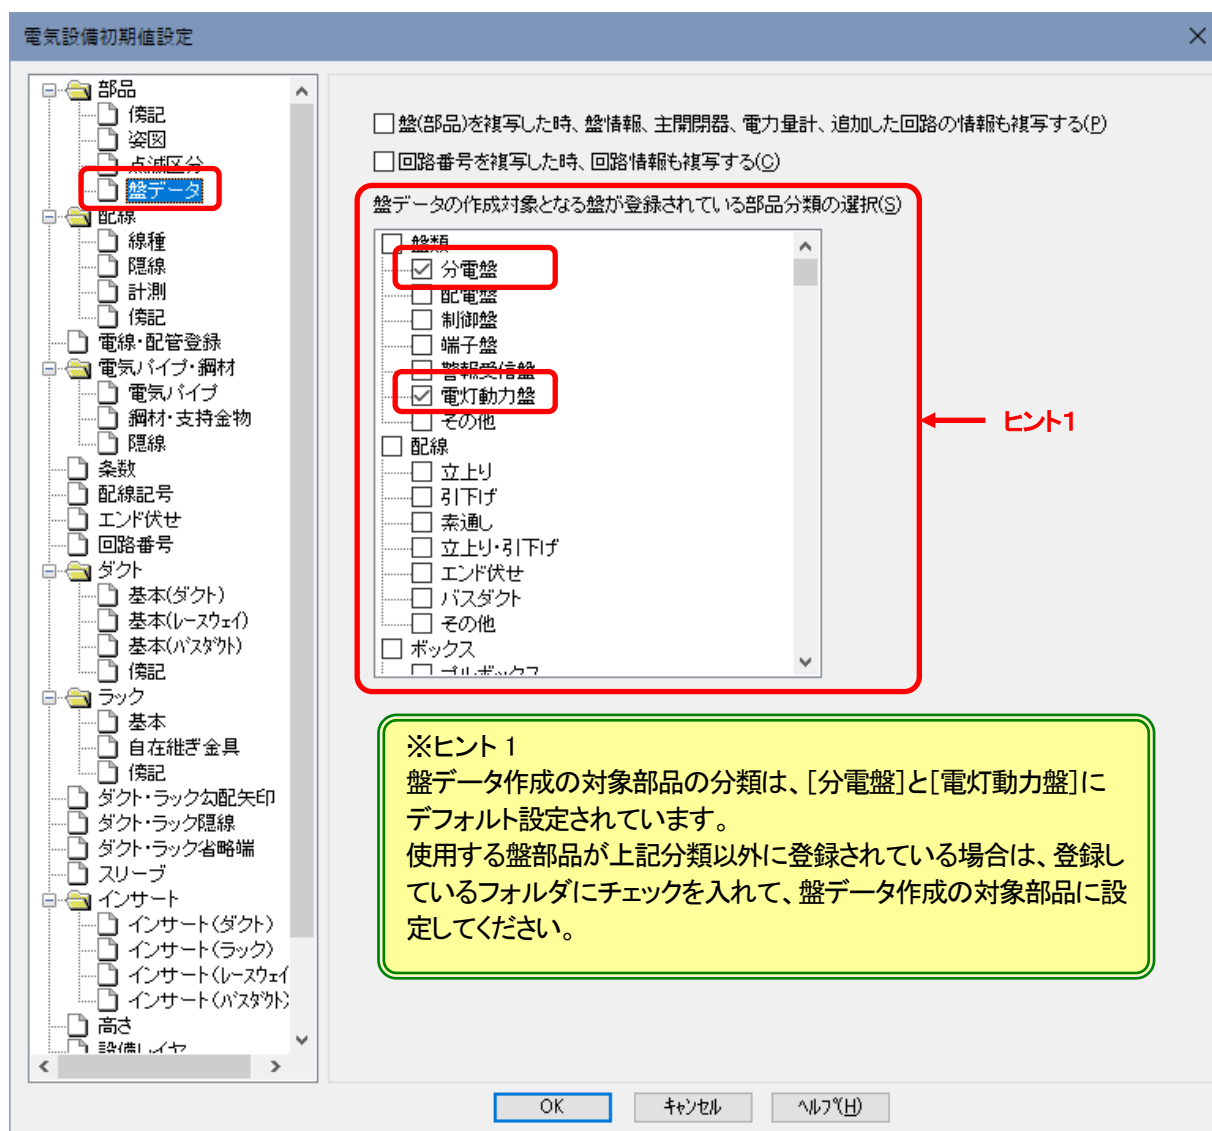 電気設備初期値設定
部品
傍記
姿図
点滅区分
盤データ
配線
線種
隠線
計測
傍記
電線・配管登録
電気パイプ・鋼材
電気パイプ
鋼材・支持金物
隠線
条数
配線記号
エンド伏せ
回路番号
ダクト
基本(ダクト)
基本(レースウェイ)
基本(バスダクト)
傍記
ラック
基本
自在継ぎ金具
傍記
ダクト・ラック勾配矢印
ダクト・ラック隠線
ダクト・ラック省略端
スリーブ
インサート
インサート(ダクト)
インサート(ラック)
インサート(レースウェイ
インサート(バスダクト)
高さ
設備レイヤ
盤(部品)を複写した時、盤情報、主開閉器、電力量計、追加した回路の情報も複写する(P)
回路番号を複写した時、回路情報も複写する(C)
盤データの作成対象となる盤が登録されている部品分類の選択(S)
盤類
分電盤
配電盤
制御盤
端子盤
警報受信盤
電灯動力盤
その他
配線
立上り
引下げ
素通し
立上り・引下げ
エンド伏せ
バスダクト
その他
ボックス
プルボックス
ヒント1
※ヒント 1
盤データ作成の対象部品の分類は、[分電盤]と[電灯動力盤]に
デフォルト設定されています。
使用する盤部品が上記分類以外に登録されている場合は、登録し
ているフォルダにチェックを入れて、盤データ作成の対象部品に設
定してください。
OK
キャンセル
ヘルプ(H)